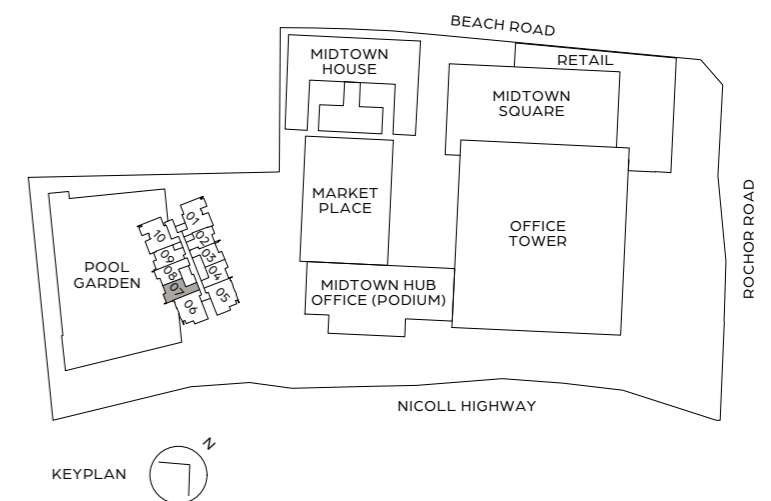 BEACH ROAD
MIDTOWN
HOUSE
RETAIL
MIDTOWN
SQUARE
MARKET
PLACE
OFFICE
TOWER
ROCHOR ROAD
01
02
03
04
05
10
09
08
07
06
POOL
GARDEN
MIDTOWN HUB
OFFICE (PODIUM)
NICOLL HIGHWAY
N
KEYPLAN